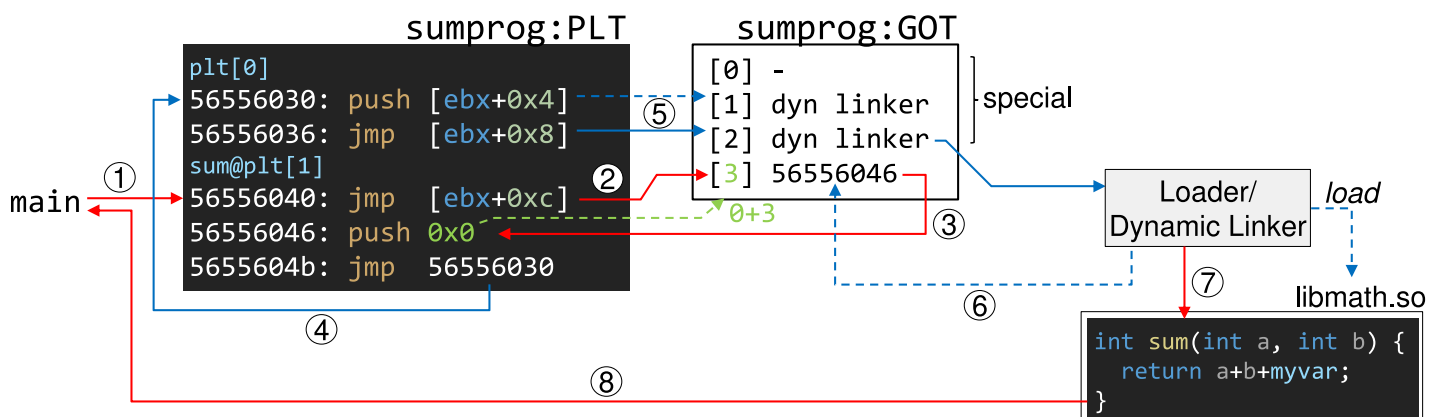 sumprog:PLT
plt[0]
56556030: push [ebx+0x4]
56556036: jmp [ebx+0x8]
sum@plt[1]
56556040: jmp [ebx+0xc]
56556046: push 0x0
5655604b: jmp 56556030
sumprog:GOT
[0] -
[1] dyn linker
[2] dyn linker
[3] 56556046
special
0+3
main
①
②
③
④
⑤
⑥
⑦
⑧
Loader/
Dynamic Linker
load
libmath.so
int sum(int a, int b) {
return a+b+myvar;
}